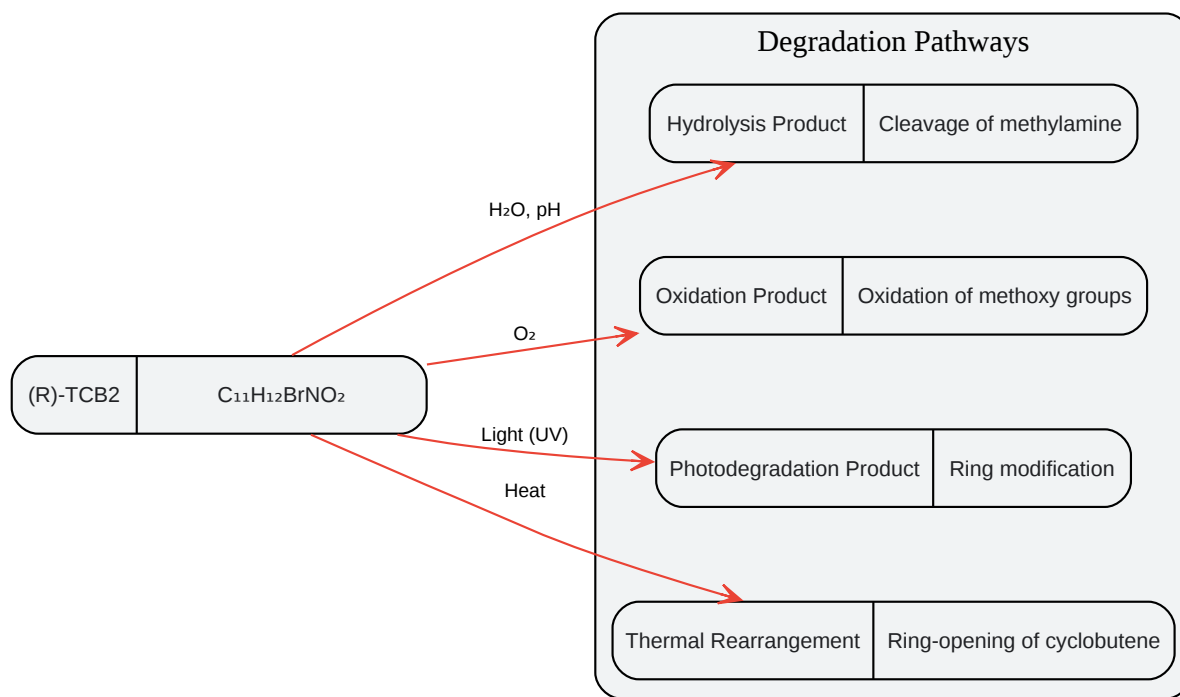 Degradation Pathways
Hydrolysis Product
Cleavage of methylamine
H₂O, pH
Oxidation Product
Oxidation of methoxy groups
O₂
(R)-TCB2
C₁₁H₁₂BrNO₂
Light (UV)
Photodegradation Product
Ring modification
Heat
Thermal Rearrangement
Ring-opening of cyclobutene